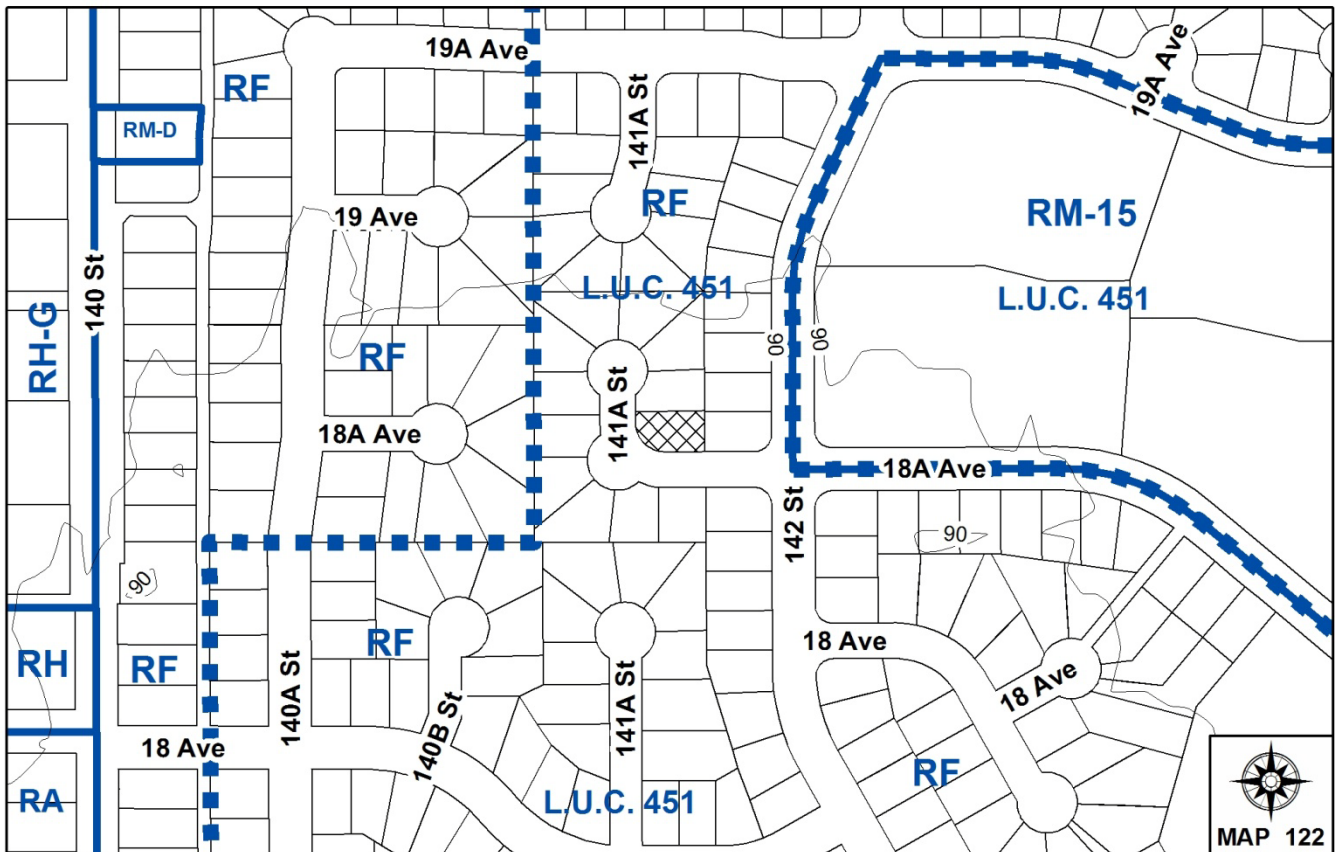 19A Ave
19A Ave
RF
RM-D
141A St
RF
RM-15
19 Ave
140 St
L.U.C. 451
L.U.C. 451
RH-G
90
90
RF
141A St
18A Ave
18A Ave
142 St
90
90
RH
RF
RF
18 Ave
18 Ave
140A St
140B St
141A St
18 Ave
RF
RA
L.U.C. 451
MAP 122